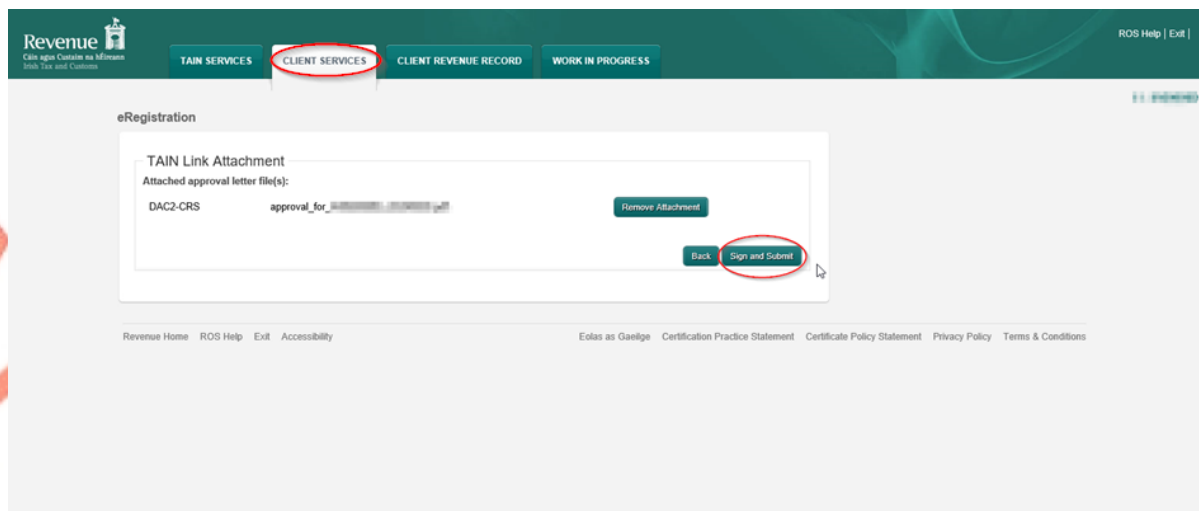 ROS Help | Exit |
Revenue
Cáin agus Custaim na hÉireann
Irish Tax and Customs
TAIN SERVICES
CLIENT SERVICES
CLIENT REVENUE RECORD
WORK IN PROGRESS
eRegistration
TAIN Link Attachment
Attached approval letter file(s):
DAC2-CRS approval_for_ Remove Attachment
Back Sign and Submit
Revenue Home ROS Help Exit Accessibility Eolas as Gaeilge Certification Practice Statement Certificate Policy Statement Privacy Policy Terms & Conditions